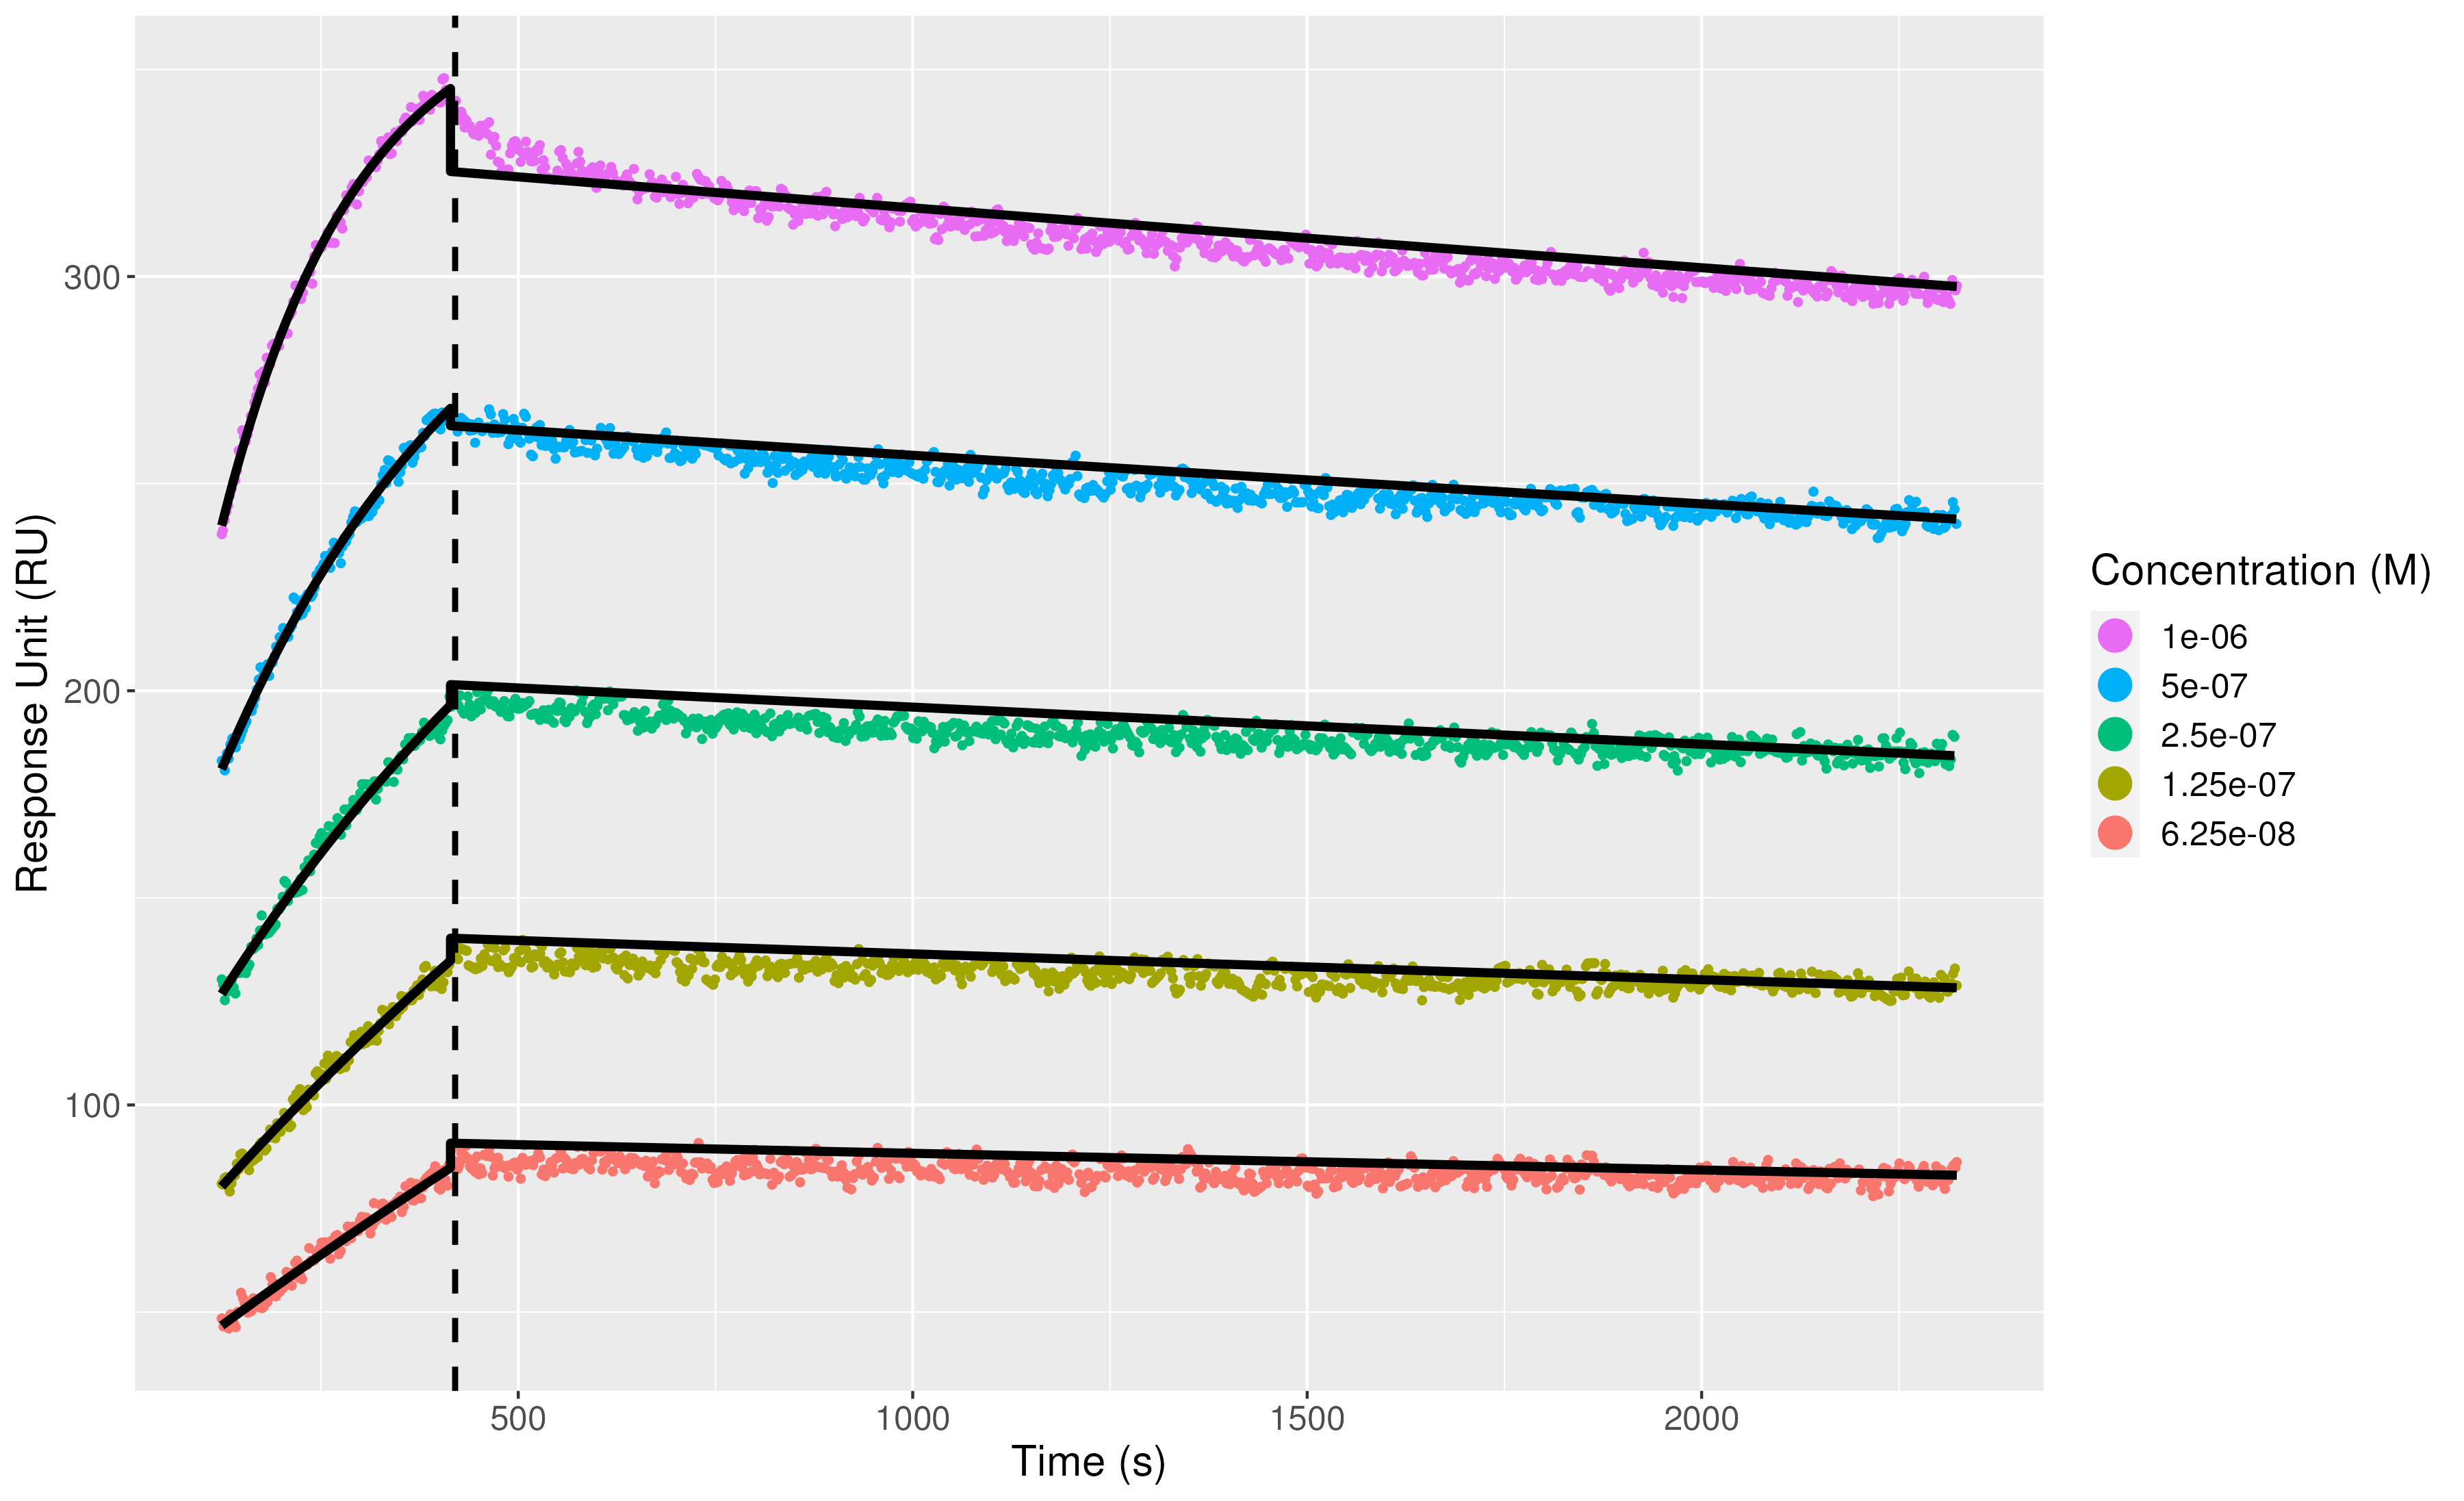 Response Unit (RU)
300
200
100
500
1000
1500
2000
Time (s)
Concentration (M)
1e-06
5e-07
2.5e-07
1.25e-07
6.25e-08